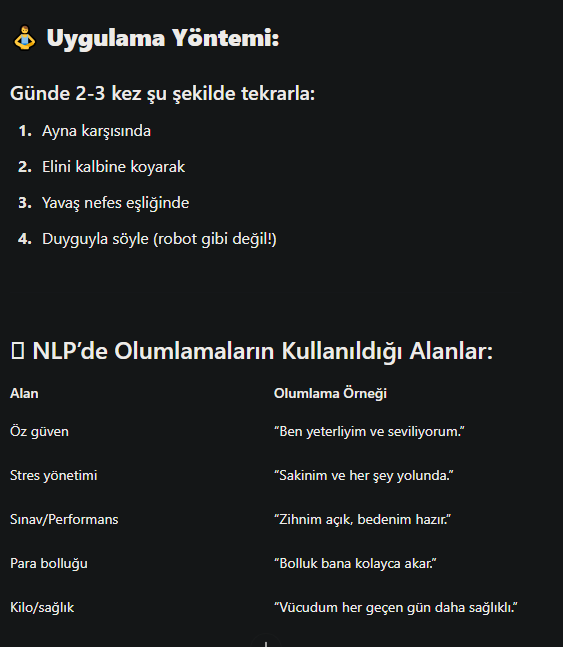 🧘 Uygulama Yöntemi:
Günde 2-3 kez şu şekilde tekrarla:
1. Ayna karşısında
2. Elini kalbine koyarak
3. Yavaş nefes eşliğinde
4. Duyguyla söyle (robot gibi değil!)
NLP’de Olumlamaların Kullanıldığı Alanlar:
Alan Olumlama Örneği
Öz güven “Ben yeterliyim ve seviliyorum.”
Stres yönetimi “Sakinim ve her şey yolunda.”
Sınav/Performans “Zihnim açık, bedenim hazır.”
Para bolluğu “Bolluk bana kolayca akar.”
Kilo/sağlık “Vücudum her geçen gün daha sağlıklı.”